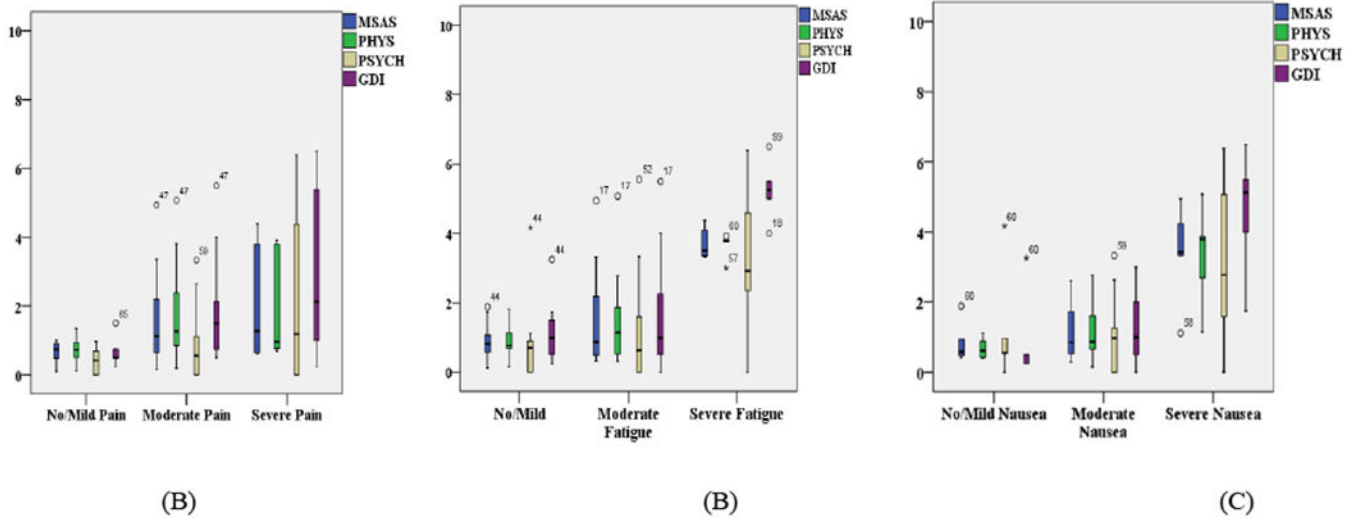 10
8
6
4
2
0
MSAS
PHYS
PSYCH
GDI
47
47
59
47
65
No/Mild Pain
Moderate Pain
Severe Pain
(B)
10
8
6
4
2
0
MSAS
PHYS
PSYCH
GDI
44
44
44
17
17
52
17
60
57
59
18
No/Mild
Moderate
Fatigue
Severe Fatigue
(B)
10
8
6
4
2
0
MSAS
PHYS
PSYCH
GDI
60
60
60
59
58
No/Mild Nausea
Moderate
Nausea
Severe Nausea
(C)